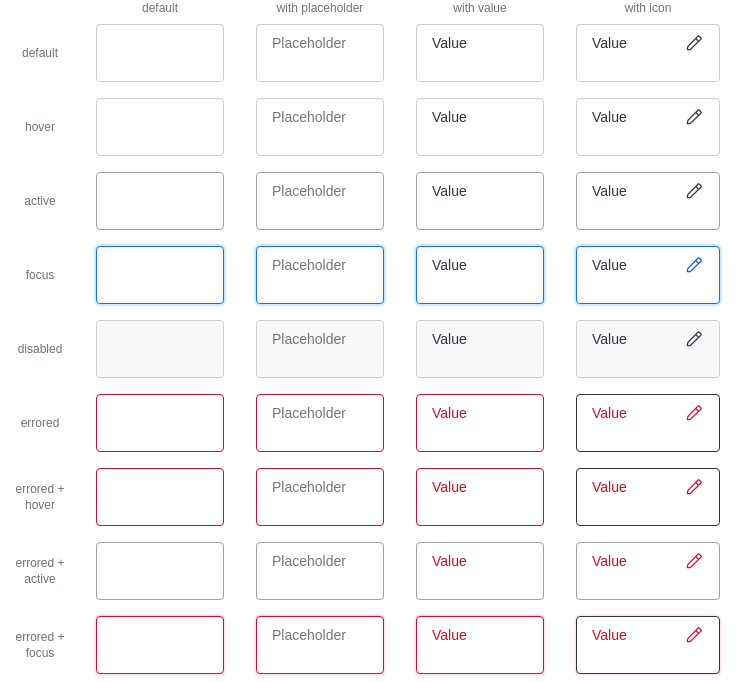 default with placeholder with value with icon
default Placeholder Value Value
hover Placeholder Value Value
active Placeholder Value Value
focus Placeholder Value Value
disabled Placeholder Value Value
errored Placeholder Value Value
errored +
hover Placeholder Value Value
errored +
active Placeholder Value Value
errored +
focus Placeholder Value Value